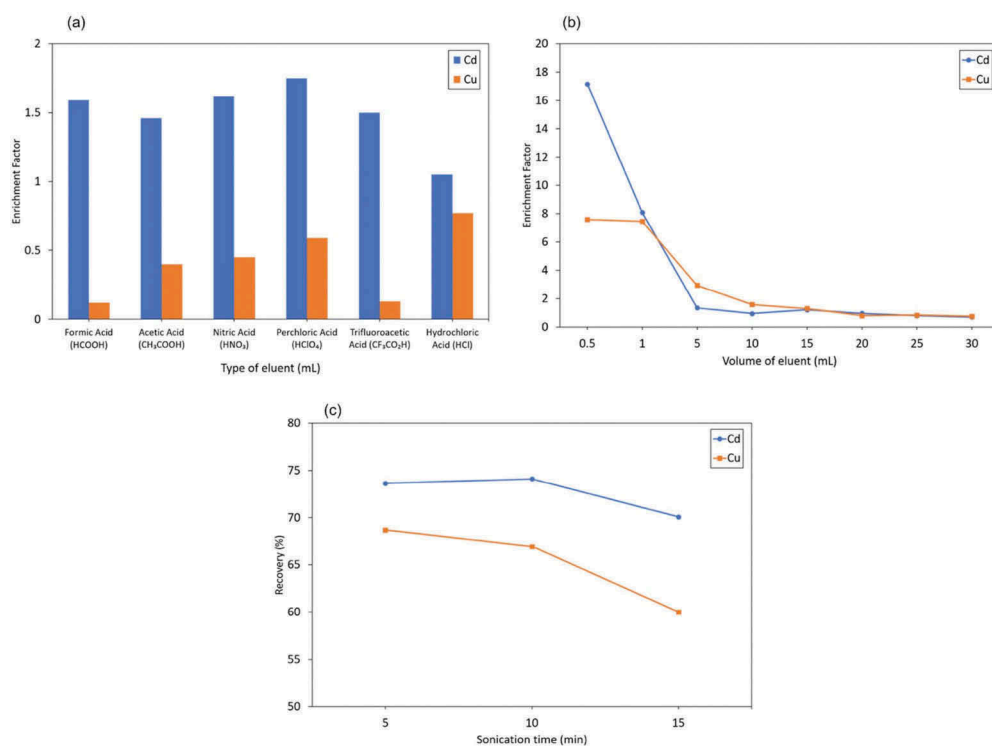 (a)
2
1.5
1
0.5
0
Enrichment Factor
Cd
Cu
Formic Acid
(HCOOH)
Acetic Acid
(CH₃COOH)
Nitric Acid
(HNO₃)
Perchloric Acid
(HClO₄)
Trifluoroacetic
Acid (CF₃CO₂H)
Hydrochloric
Acid (HCl)
Type of eluent (mL)
(b)
20
18
16
14
12
10
8
6
4
2
0
Enrichment Factor
Cd
Cu
0.5 1 5 10 15 20 25 30
Volume of eluent (mL)
(c)
80
75
70
65
60
55
50
Recovery (%)
Cd
Cu
5 10 15
Sonication time (min)